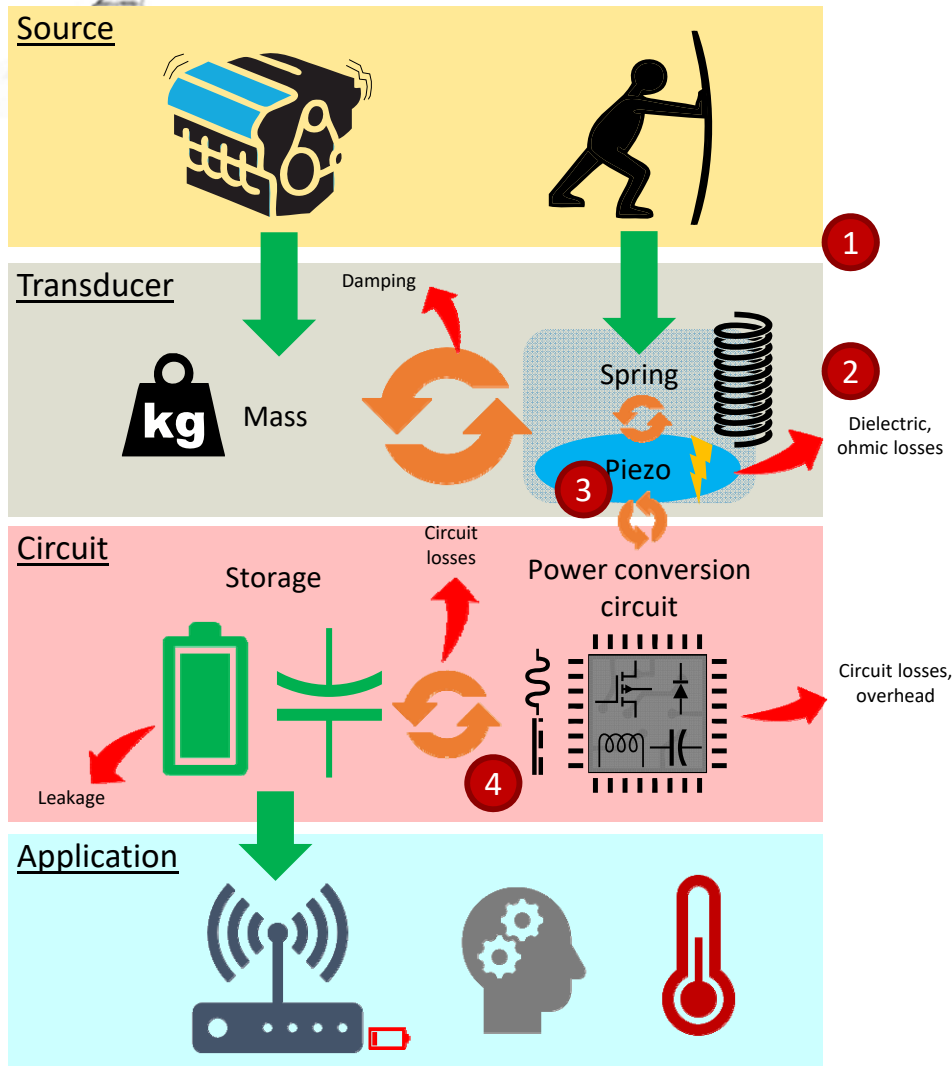 Source
1
Transducer
Damping
Spring
2
kg
Mass
Dielectric,
ohmic losses
Piezo
3
Circuit
Circuit
losses
Storage
Power conversion
circuit
Circuit losses,
overhead
4
Leakage
Application